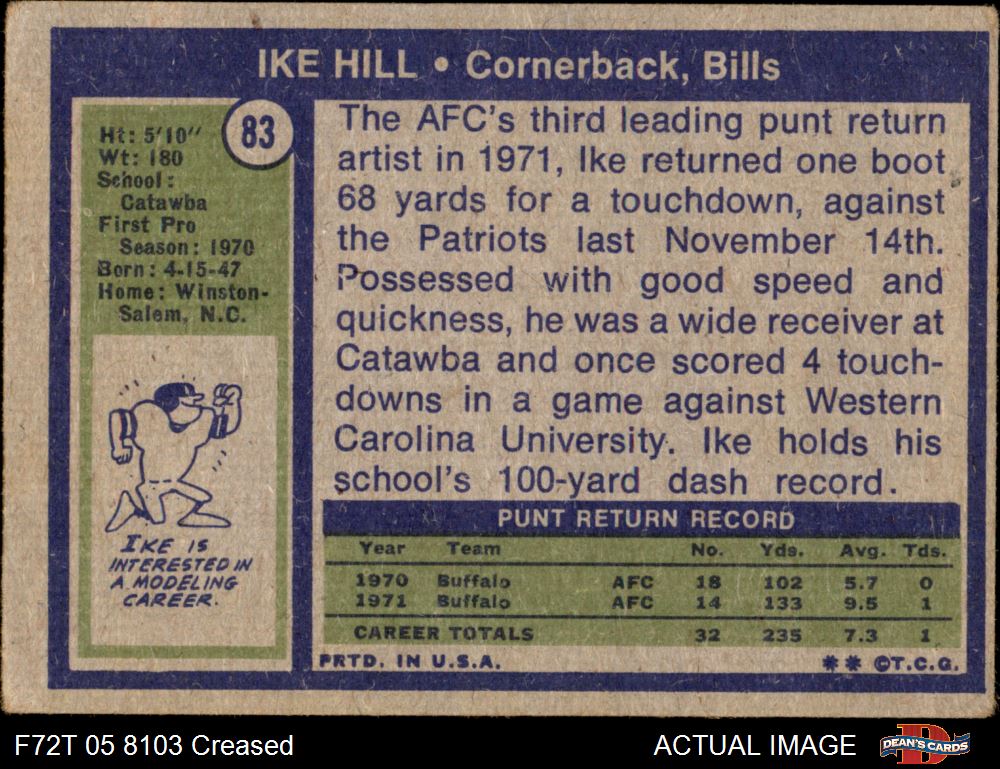 IKE HILL • Cornerback, Bills
83
Ht: 5'10"
Wt: 180
School:
Catawba
First Pro
Season: 1970
Born: 4-15-47
Home: Winston-
Salem, N.C.
IKE IS
INTERESTED IN
A MODELING
CAREER.
The AFC's third leading punt return
artist in 1971, Ike returned one boot
68 yards for a touchdown, against
the Patriots last November 14th.
Possessed with good speed and
quickness, he was a wide receiver at
Catawba and once scored 4 touch-
downs in a game against Western
Carolina University. Ike holds his
school's 100-yard dash record.
PUNT RETURN RECORD
Year Team No. Yds. Avg. Tds.
1970 Buffalo AFC 18 102 5.7 0
1971 Buffalo AFC 14 133 9.5 1
CAREER TOTALS 32 235 7.3 1
PRTD. IN U.S.A. ** ©T.C.G.
F72T 05 8103 Creased ACTUAL IMAGE DEAN'S CARDS